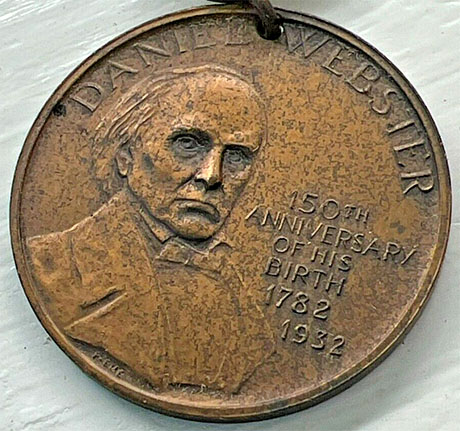 DANIEL WEBSTER
150TH
ANNIVERSARY
OF HIS
BIRTH
1782
1932